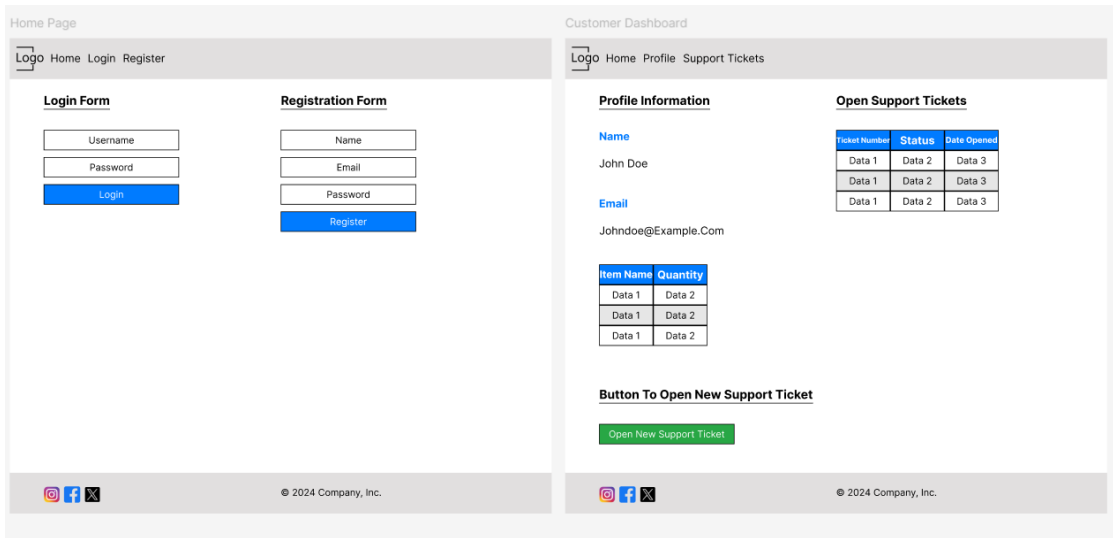 Home Page
Logo Home Login Register
Login Form
Username
Password
Login
Registration Form
Name
Email
Password
Register
© 2024 Company, Inc.
Customer Dashboard
Logo Home Profile Support Tickets
Profile Information
Name
John Doe
Email
Johndoe@Example.Com
Item Name Quantity
Data 1 Data 2
Data 1 Data 2
Data 1 Data 2
Open Support Tickets
Ticket Number Status Date Opened
Data 1 Data 2 Data 3
Data 1 Data 2 Data 3
Data 1 Data 2 Data 3
Button To Open New Support Ticket
Open New Support Ticket
© 2024 Company, Inc.